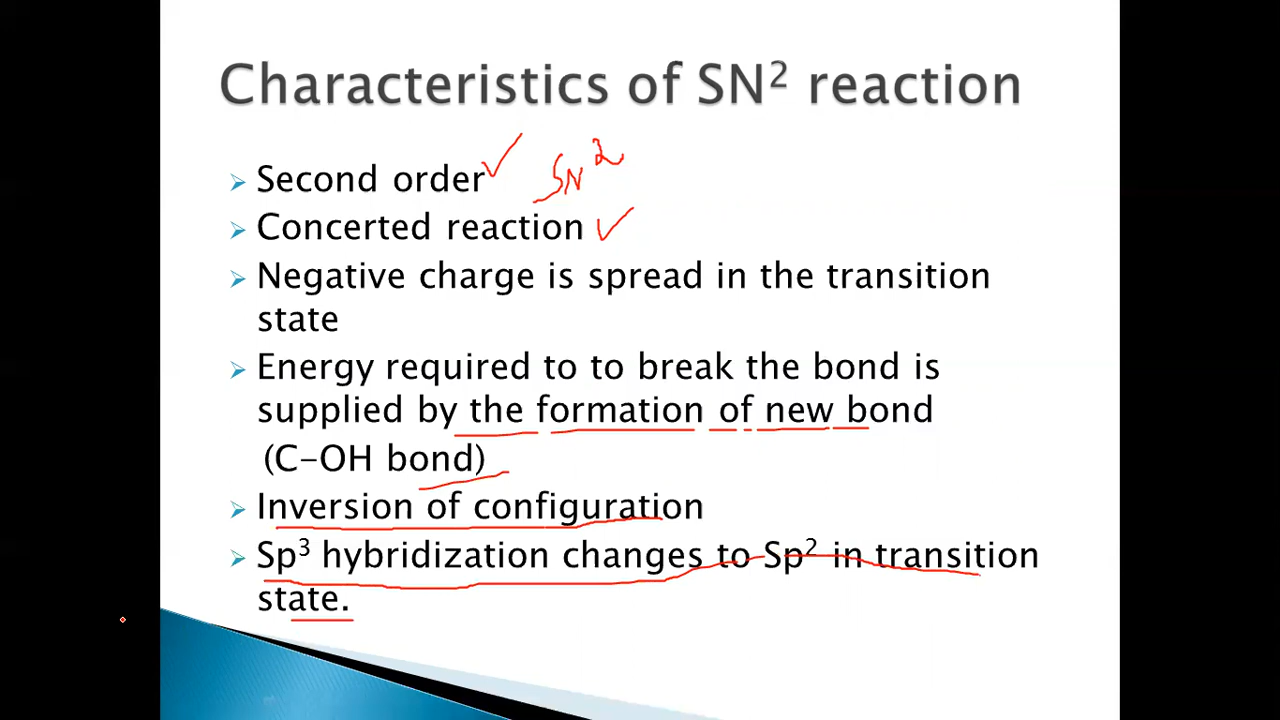 Characteristics of SN² reaction
Second order SN²
Concerted reaction
Negative charge is spread in the transition
state
Energy required to to break the bond is
supplied by the formation of new bond
(C-OH bond)
Inversion of configuration
Sp³ hybridization changes to Sp² in transition
state.